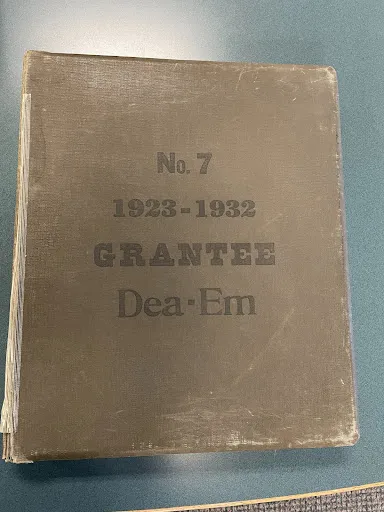 No. 7
1923-1932
GRANTEE
Dea·Em